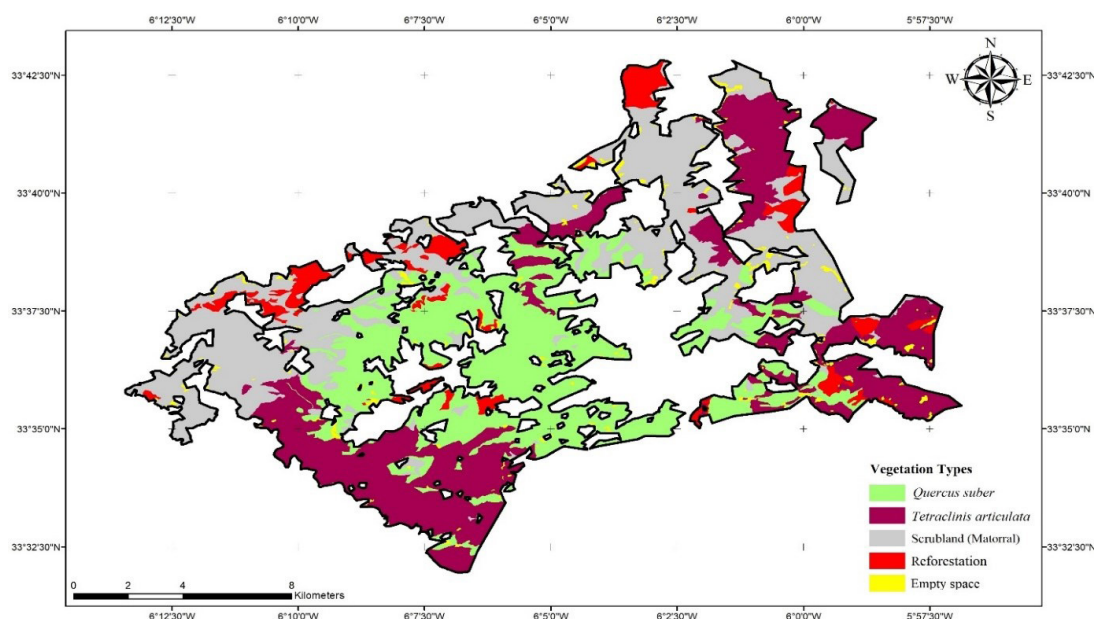 6°12'30"W 6°10'0"W 6°7'30"W 6°5'0"W 6°2'30"W 6°0'0"W 5°57'30"W
N
W E
S
33°42'30"N 33°42'30"N
33°40'0"N 33°40'0"N
33°37'30"N 33°37'30"N
33°35'0"N 33°35'0"N
Vegetation Types
Quercus suber
Tetraclinis articulata
Scrubland (Matorral)
33°32'30"N 33°32'30"N
Reforestation
Empty space
0 2 4 8
Kilometers
6°12'30"W 6°10'0"W 6°7'30"W 6°5'0"W 6°2'30"W 6°0'0"W 5°57'30"W